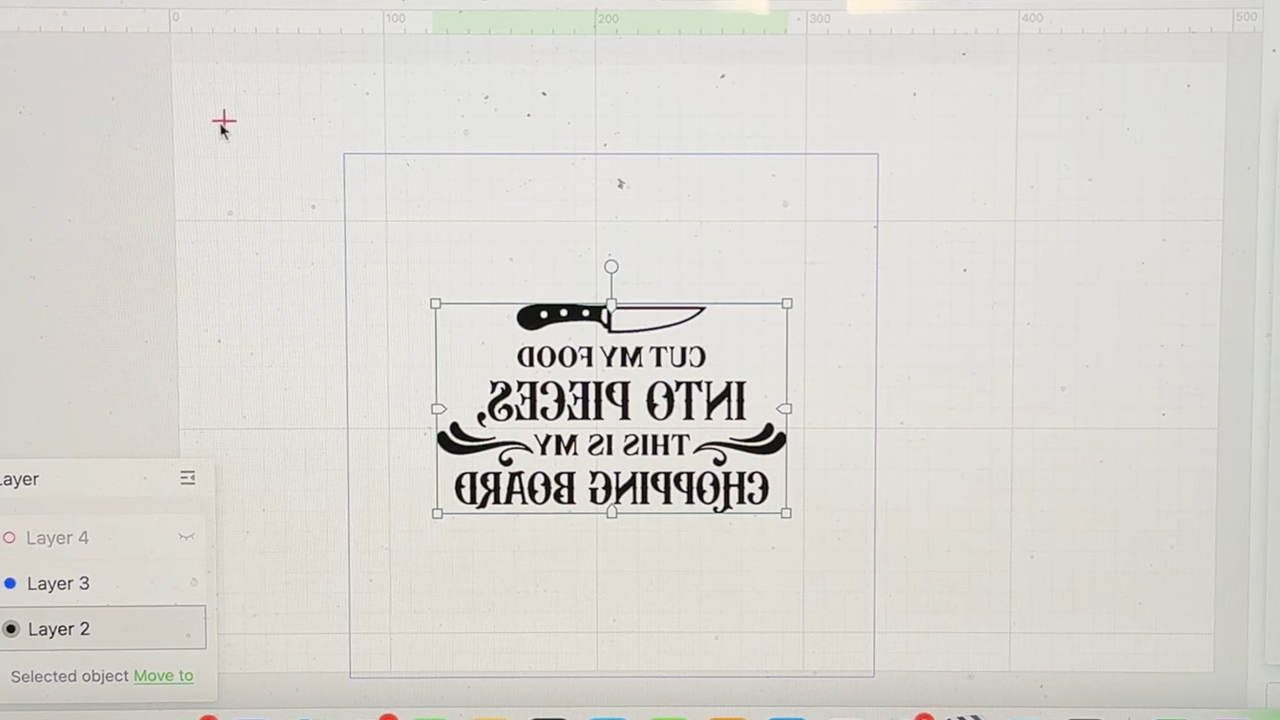 0 100 200 300 400 500
CUT MY FOOD
INTO PIECES,
THIS IS MY
CHOPPING BOARD
Layer
Layer 4
Layer 3
Layer 2
Selected object Move to